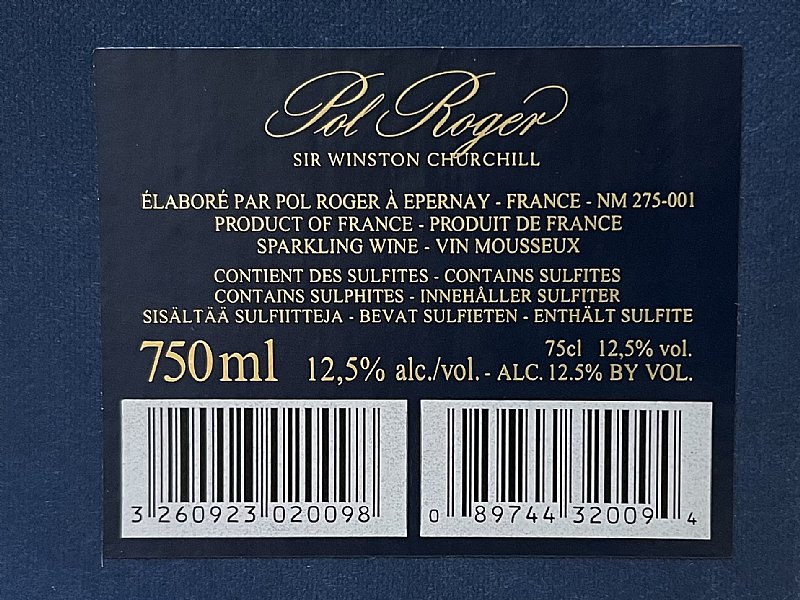 Pol Roger
SIR WINSTON CHURCHILL
ÉLABORÉ PAR POL ROGER À EPERNAY - FRANCE - NM 275-001
PRODUCT OF FRANCE - PRODUIT DE FRANCE
SPARKLING WINE - VIN MOUSSEUX
CONTIENT DES SULFITES - CONTAINS SULFITES
CONTAINS SULPHITES - INNEHÅLLER SULFITER
SISÄLTÄÄ SULFIITTEJA - BEVAT SULFIETEN - ENTHÄLT SULFITE
750 ml 12,5% alc./vol. - ALC. 12.5% BY VOL.
75cl 12,5% vol.
3 260923 020098
0 89744 32009 4